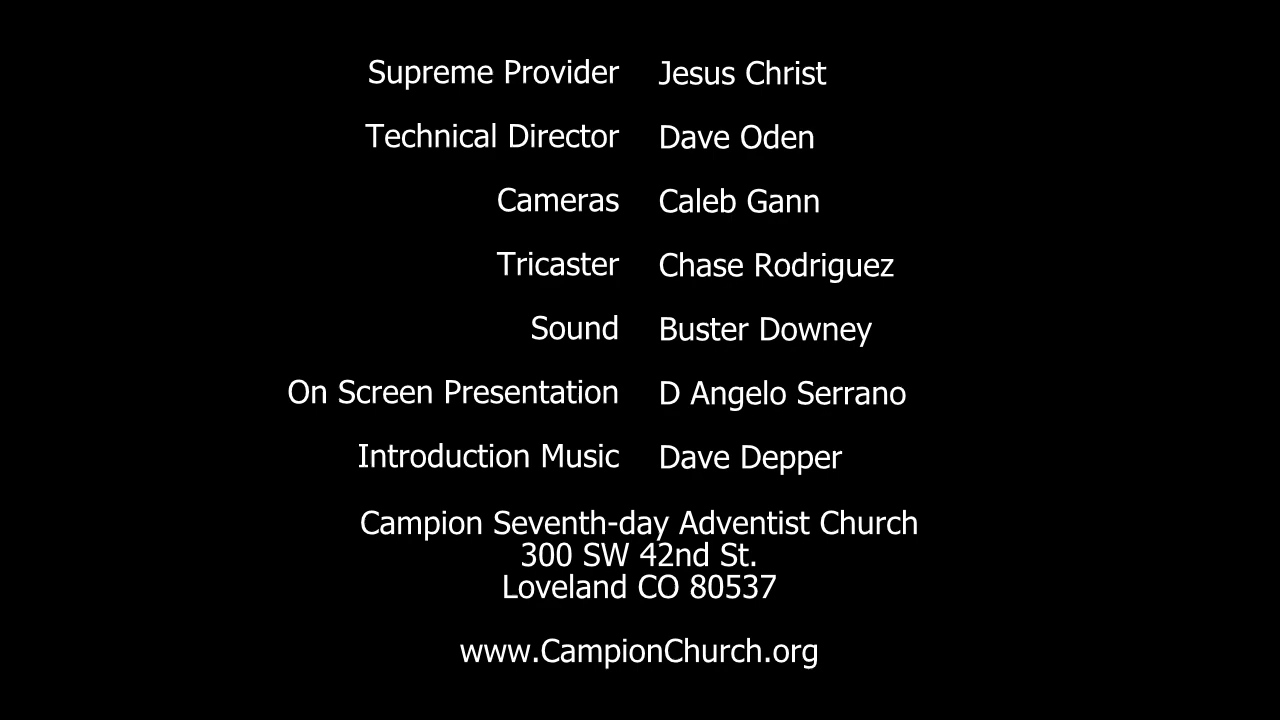 Supreme Provider Jesus Christ
Technical Director Dave Oden
Cameras Caleb Gann
Tricaster Chase Rodriguez
Sound Buster Downey
On Screen Presentation D Angelo Serrano
Introduction Music Dave Depper
Campion Seventh-day Adventist Church
300 SW 42nd St.
Loveland CO 80537
www.CampionChurch.org